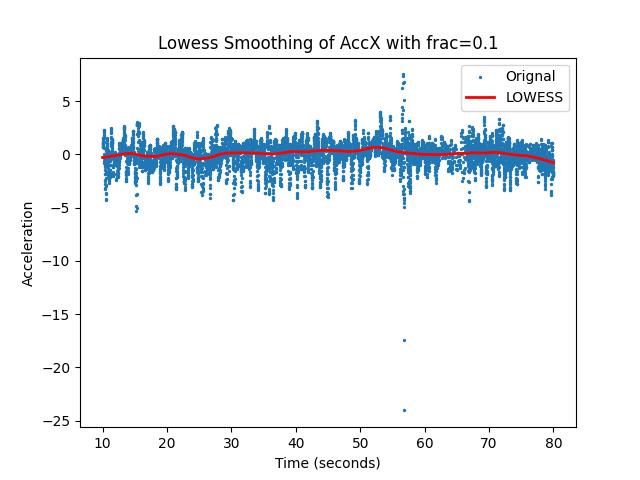 Lowess Smoothing of AccX with frac=0.1
Orignal
LOWESS
5
0
−5
−10
−15
−20
−25
Acceleration
10 20 30 40 50 60 70 80
Time (seconds)